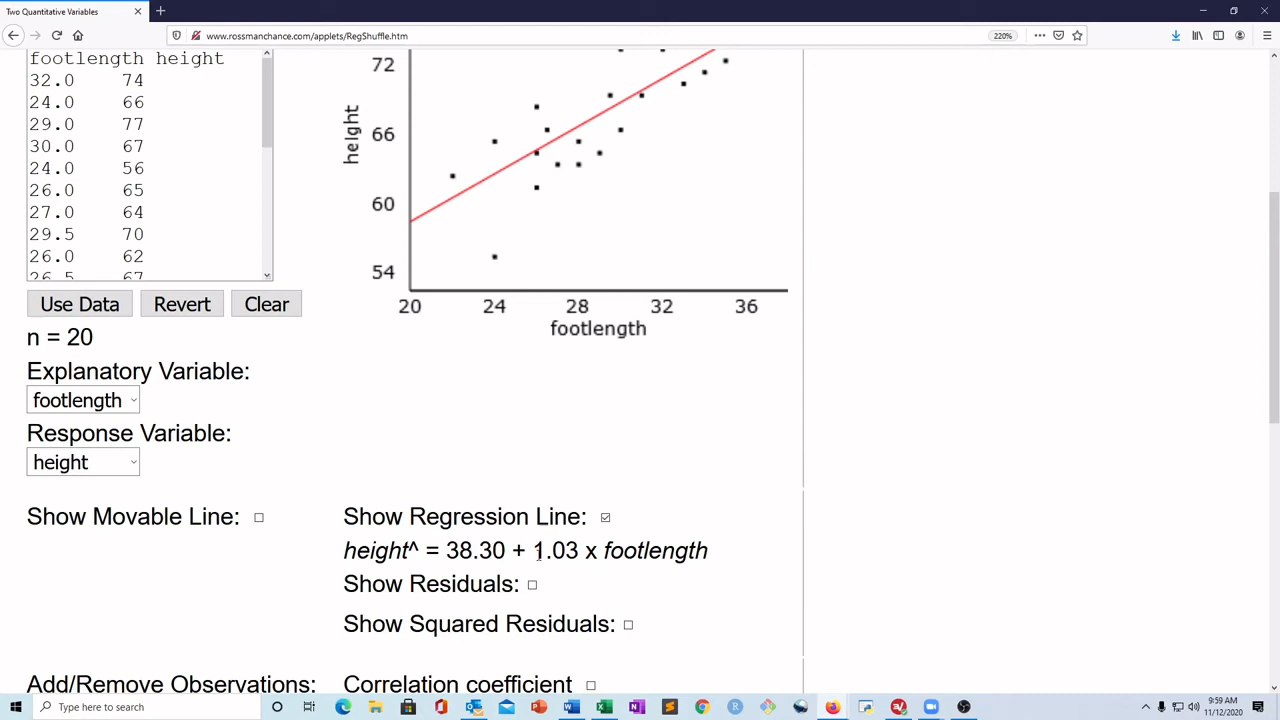 Two Quantitative Variables
www.rossmanchance.com/applets/RegShuffle.htm
220%
footlength height
32.0 74
24.0 66
29.0 77
30.0 67
24.0 56
26.0 65
27.0 64
29.5 70
26.0 62
26.5 67
Use Data Revert Clear
n = 20
Explanatory Variable:
footlength
Response Variable:
height
Show Movable Line:
height
72
66
60
54
20 24 28 32 36
footlength
Show Regression Line:
height^ = 38.30 + 1.03 x footlength
Show Residuals:
Show Squared Residuals:
Add/Remove Observations:
Correlation coefficient
Type here to search
9:59 AM
11/12/2020